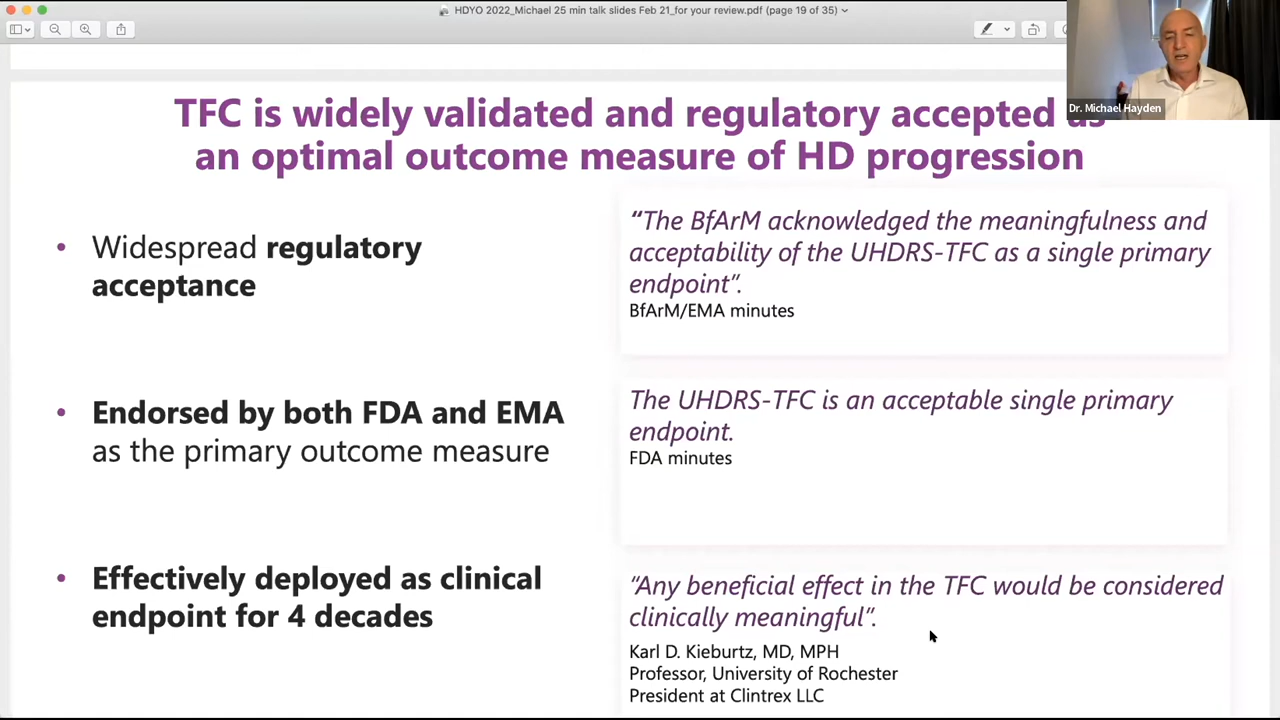 HDYO 2022_Michael 25 min talk slides Feb 21_for your review.pdf (page 19 of 35)
Dr. Michael Hayden
TFC is widely validated and regulatory accepted as
an optimal outcome measure of HD progression
• Widespread regulatory
acceptance
“The BfArM acknowledged the meaningfulness and
acceptability of the UHDRS-TFC as a single primary
endpoint”.
BfArM/EMA minutes
• Endorsed by both FDA and EMA
as the primary outcome measure
The UHDRS-TFC is an acceptable single primary
endpoint.
FDA minutes
• Effectively deployed as clinical
endpoint for 4 decades
“Any beneficial effect in the TFC would be considered
clinically meaningful”.
Karl D. Kieburtz, MD, MPH
Professor, University of Rochester
President at Clintrex LLC